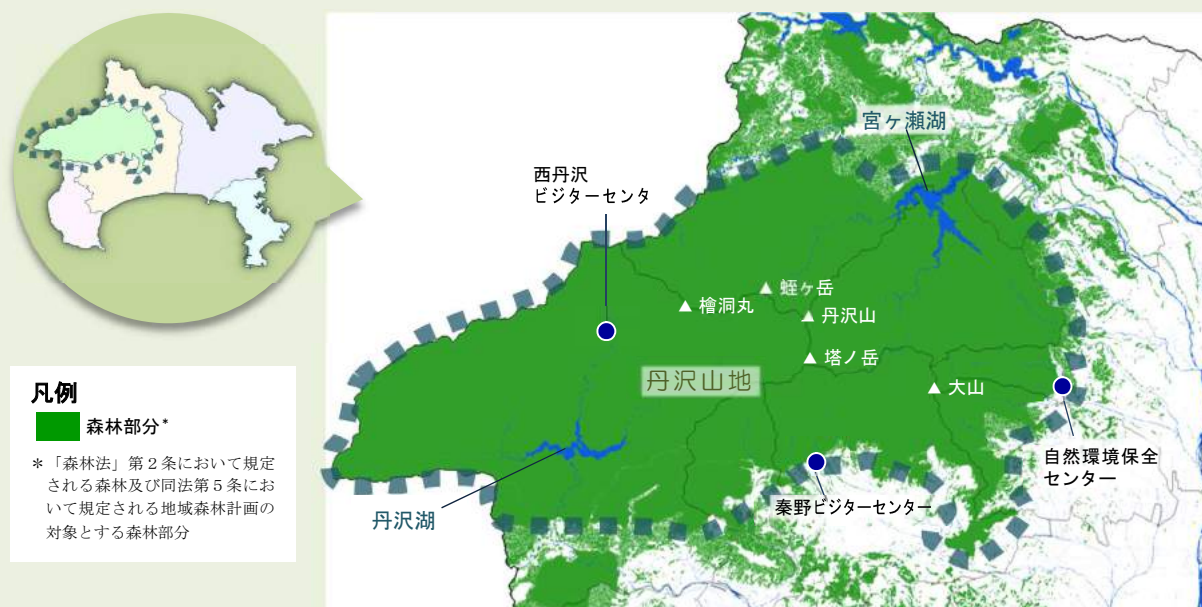 宮ヶ瀬湖
西丹沢
ビジターセンタ
▲ 蛭ヶ岳
▲ 檜洞丸
▲ 丹沢山
▲ 塔ノ岳
丹沢山地
▲ 大山
凡例
森林部分*
*「森林法」第2条において規定
される森林及び同法第5条にお
いて規定される地域森林計画の
対象とする森林部分
自然環境保全
センター
秦野ビジターセンター
丹沢湖